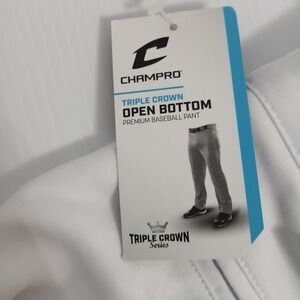 CHAMPRO
TRIPLE CROWN
OPEN BOTTOM
PREMIUM BASEBALL PANT
TRIPLE CROWN
Series